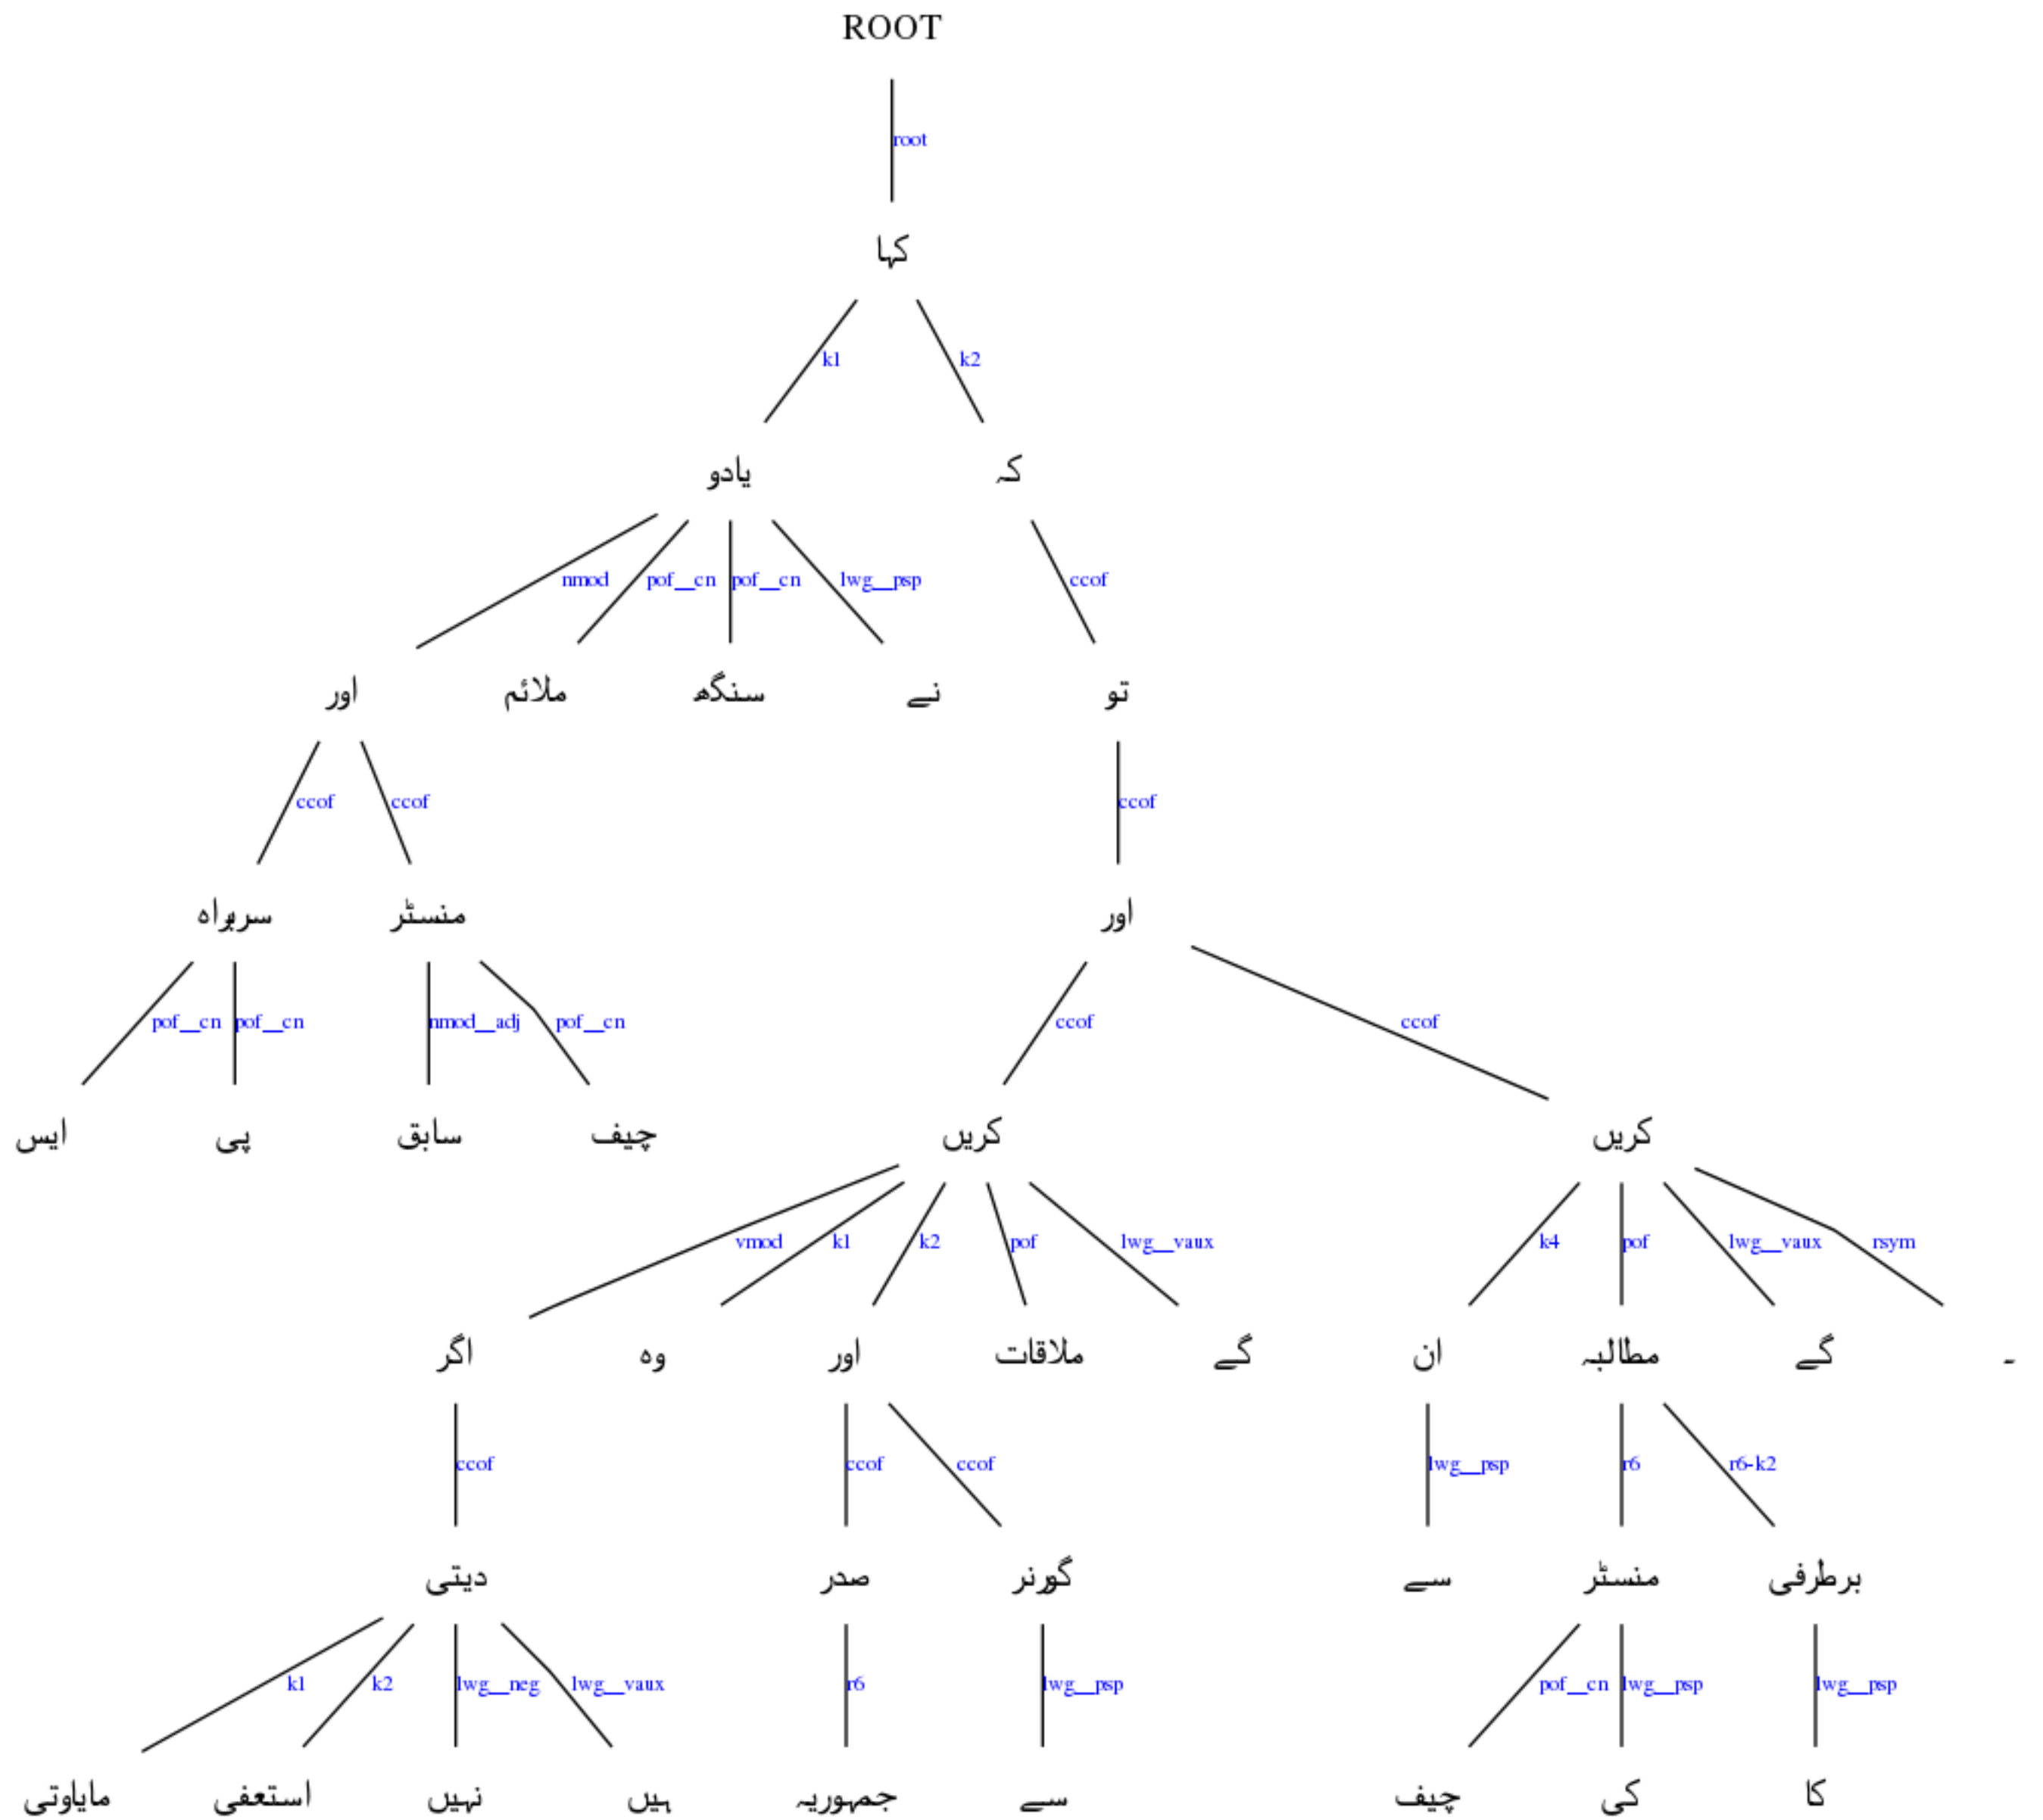 ROOT
root
کہا
k1 k2
یادو کہ
nmod pof__cn pof__cn lwg__psp ccof
اور ملائم سنگھ نے تو
ccof ccof ccof
سربراہ منسٹر اور
pof__cn pof__cn nmod__adj pof__cn ccof ccof
ایس پی سابق چیف کریں کریں
vmod k1 k2 pof lwg__vaux k4 pof lwg__vaux rsym
اگر وہ اور ملاقات گے ان مطالبہ گے ۔
ccof ccof ccof lwg__psp r6 r6-k2
دیتی صدر گورنر سے منسٹر برطرفی
k1 k2 lwg__neg lwg__vaux r6 lwg__psp pof__cn lwg__psp lwg__psp
مایاوتی استعفی نہیں ہیں جمہوریہ سے چیف کی کا